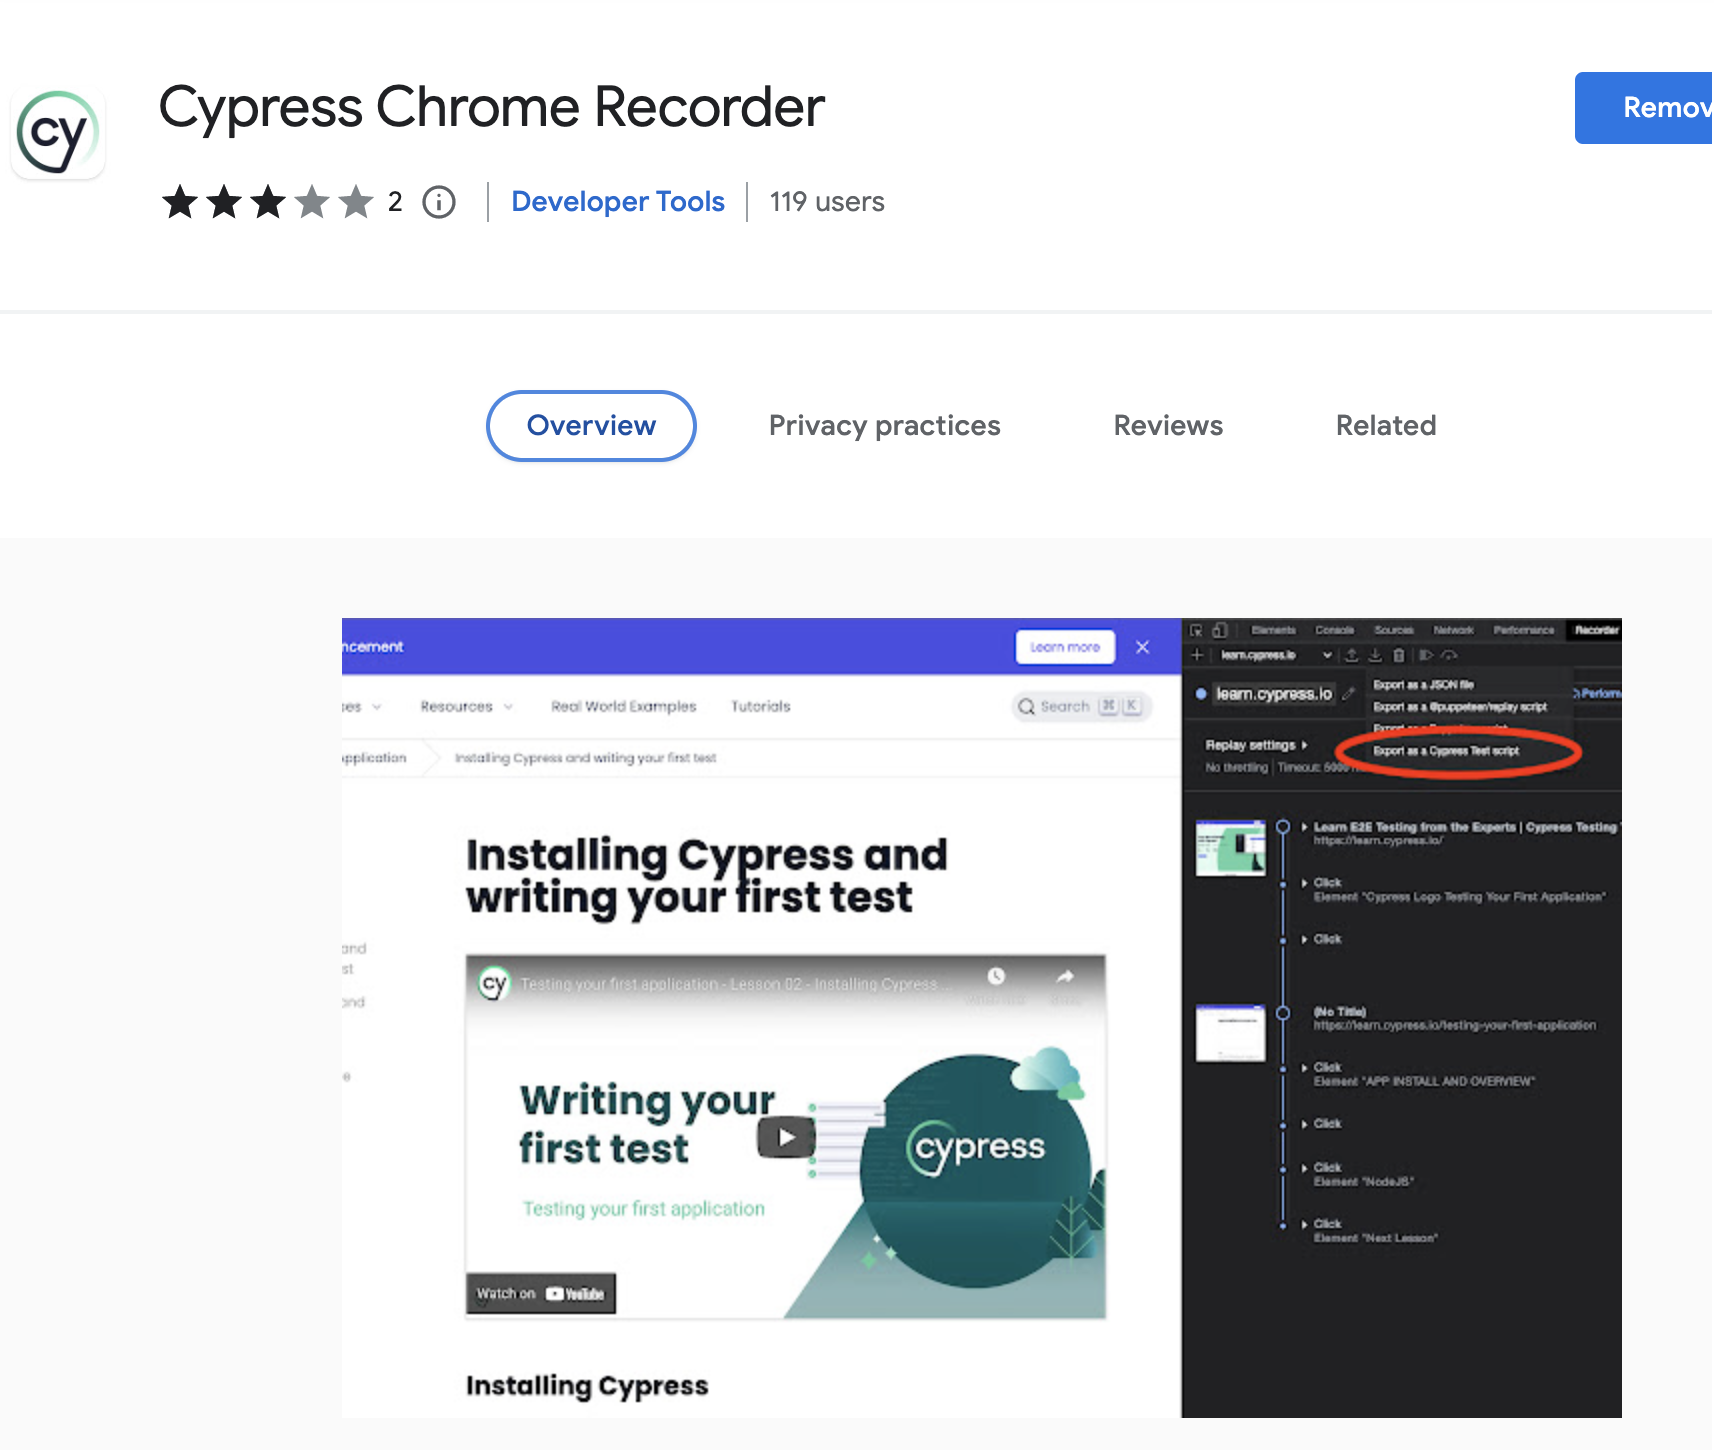 cy
Cypress Chrome Recorder
Remov
2
Developer Tools
119 users
Overview
Privacy practices
Reviews
Related
ncement
Learn more
Resources
Real World Examples
Tutorials
Search ⌘ K
Installing Cypress and writing your first test
Installing Cypress and
writing your first test
and
st
and
e
cy
Testing your first application - Lesson 02 - Installing Cypress ...
Writing your
first test
Testing your first application
cypress
Watch on YouTube
Installing Cypress
Elements Console Sources Network Performance Recorder
learn.cypress.io
learn.cypress.io
Export as a JSON file
Export as a @puppeteer/replay script
Export as a Cypress Test script
Perform
Replay settings
No throttling Timeout: 5000
Learn E2E Testing from the Experts | Cypress Testing
https://learn.cypress.io/
Click
Element "Cypress Logo Testing Your First Application"
Click
(No Title)
https://learn.cypress.io/testing-your-first-application
Click
Element "APP INSTALL AND OVERVIEW"
Click
Click
Element "NodeJS"
Click
Element "Next Lesson"